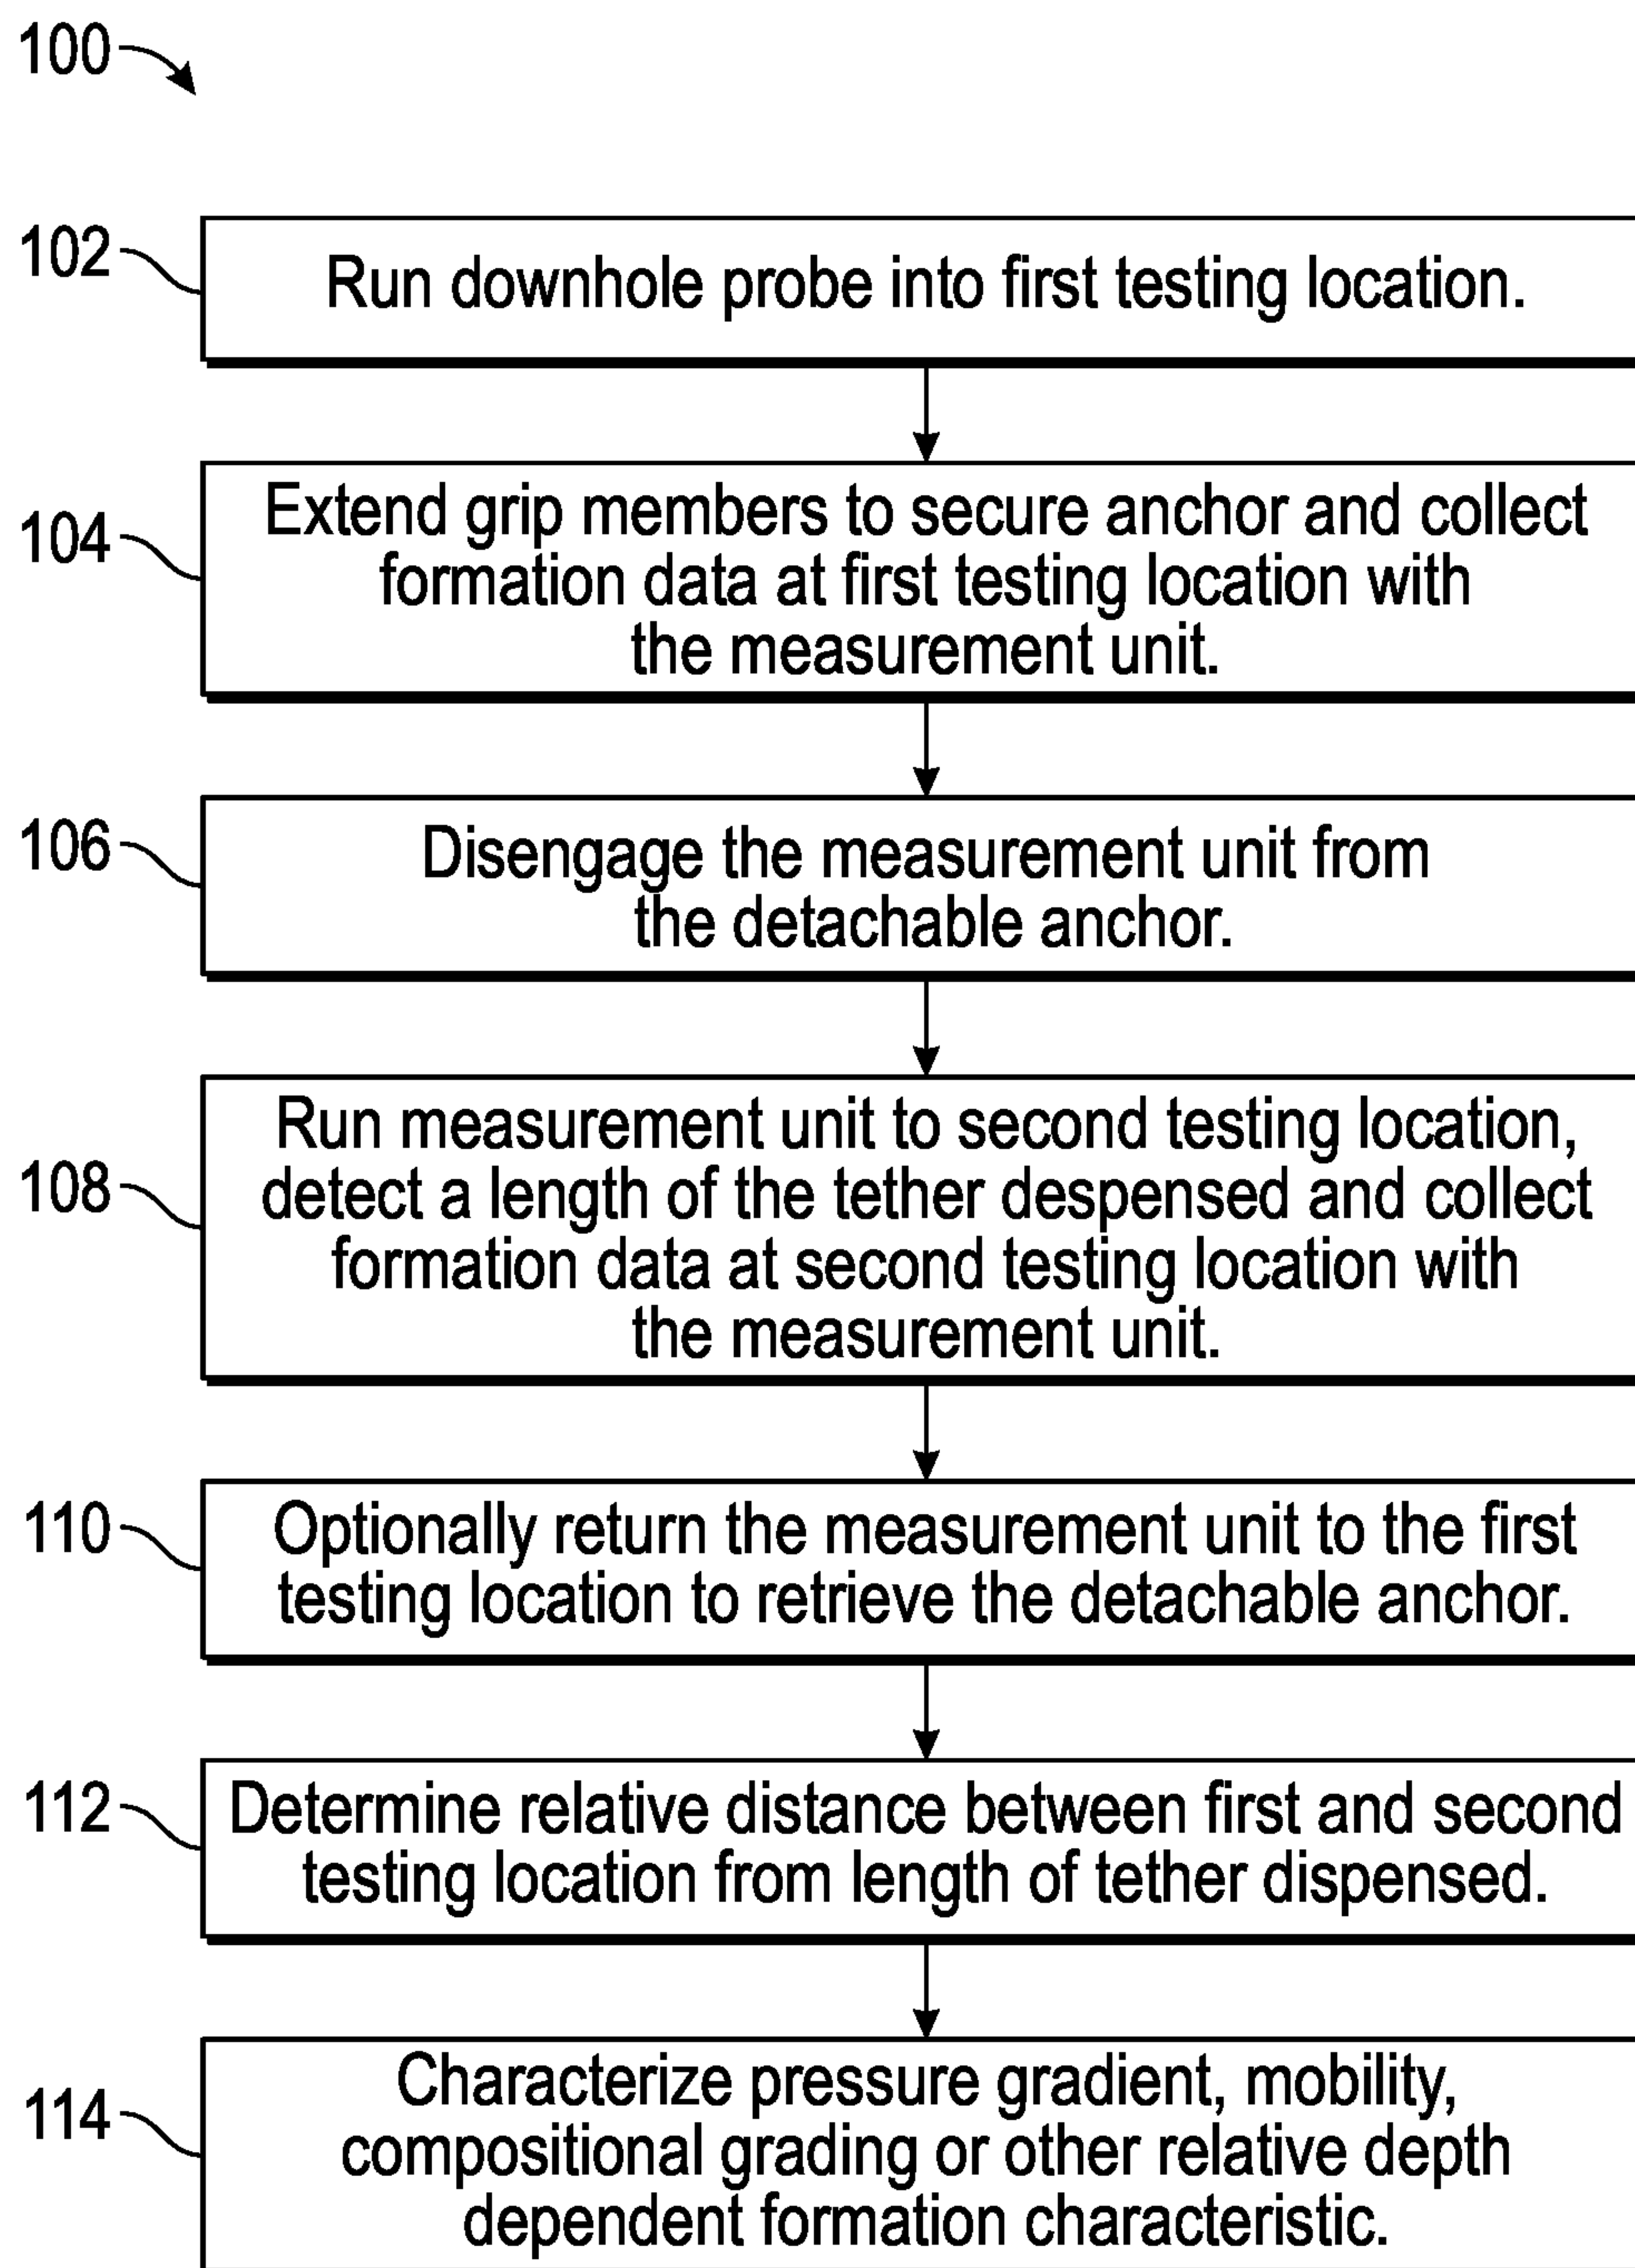 100
102
Run downhole probe into first testing location.
104
Extend grip members to secure anchor and collect
formation data at first testing location with
the measurement unit.
106
Disengage the measurement unit from
the detachable anchor.
108
Run measurement unit to second testing location,
detect a length of the tether despensed and collect
formation data at second testing location with
the measurement unit.
110
Optionally return the measurement unit to the first
testing location to retrieve the detachable anchor.
112
Determine relative distance between first and second
testing location from length of tether dispensed.
114
Characterize pressure gradient, mobility,
compositional grading or other relative depth
dependent formation characteristic.